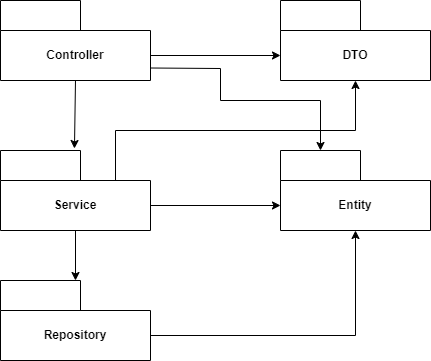 Controller
DTO
Service
Entity
Repository